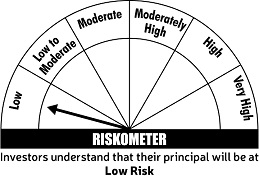 Low
Low to
Moderate
Moderate
Moderately
High
High
Very High
RISKOMETER
Investors understand that their principal will be at
Low Risk